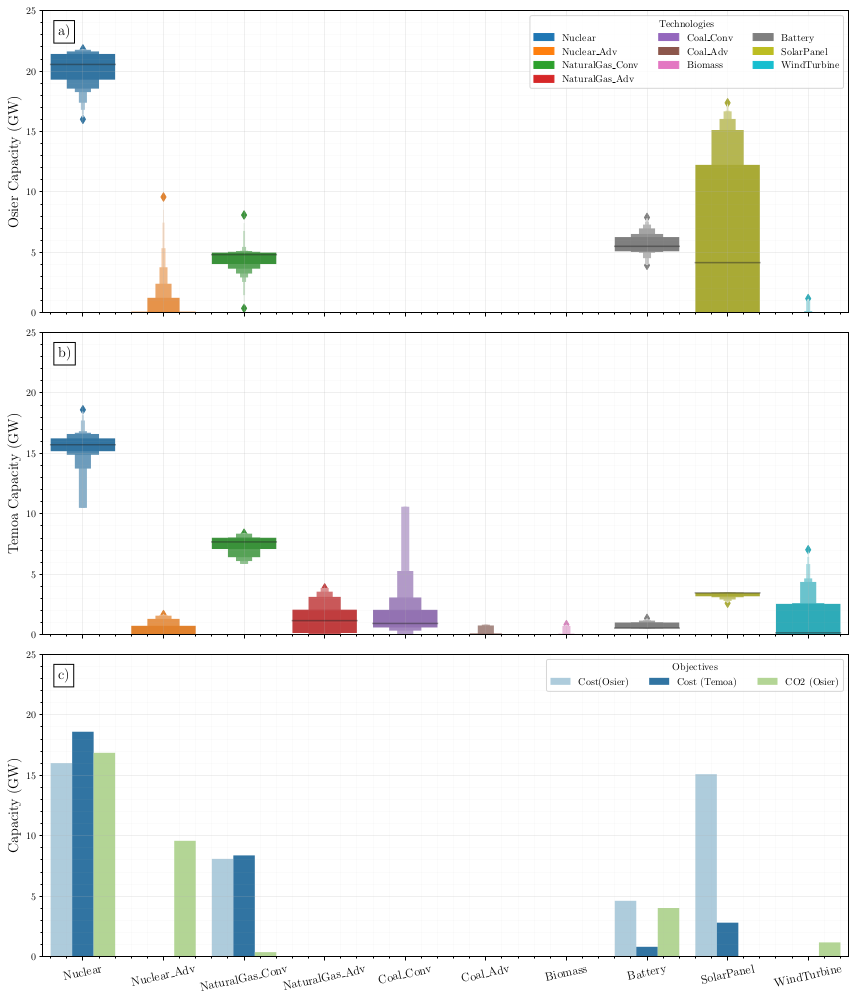 a)
Technologies
Nuclear
Nuclear_Adv
NaturalGas_Conv
NaturalGas_Adv
Coal_Conv
Coal_Adv
Biomass
Battery
SolarPanel
WindTurbine
Osier Capacity (GW)
25
20
15
10
5
0
b)
Temoa Capacity (GW)
25
20
15
10
5
0
c)
Objectives
Cost(Osier)
Cost (Temoa)
CO2 (Osier)
Capacity (GW)
25
20
15
10
5
0
Nuclear
Nuclear_Adv
NaturalGas_Conv
NaturalGas_Adv
Coal_Conv
Coal_Adv
Biomass
Battery
SolarPanel
WindTurbine